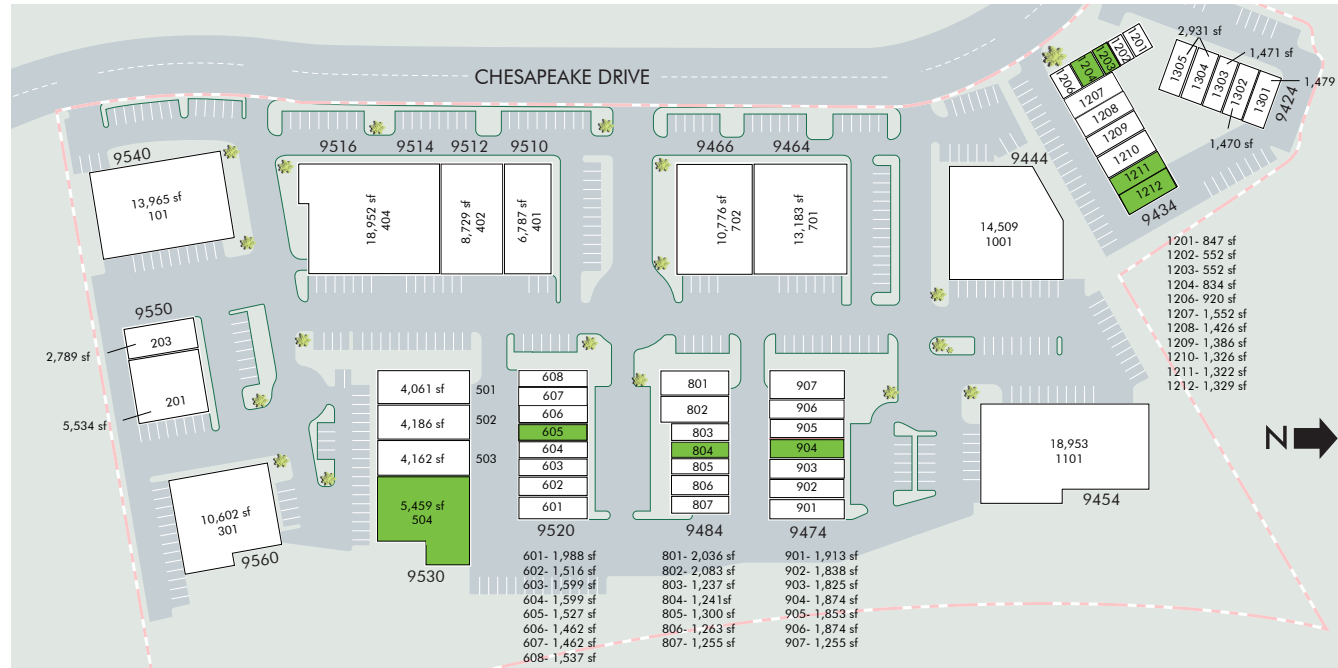 CHESAPEAKE DRIVE
9540
13,965 sf
101
9516
9514
9512
9510
18,952 sf
404
8,729 sf
402
6,787 sf
401
9466
9464
10,776 sf
702
13,183 sf
701
9444
14,509
1001
1201
1202
1203
1204
1206
1207
1208
1209
1210
1211
1212
9434
2,931 sf
1,471 sf
1,479
1305
1304
1303
1302
1301
9424
1,470 sf
1201- 847 sf
1202- 552 sf
1203- 552 sf
1204- 834 sf
1206- 920 sf
1207- 1,552 sf
1208- 1,426 sf
1209- 1,386 sf
1210- 1,326 sf
1211- 1,322 sf
1212- 1,329 sf
9550
203
2,789 sf
201
5,534 sf
10,602 sf
301
9560
4,061 sf
501
4,186 sf
502
4,162 sf
503
5,459 sf
504
9530
608
607
606
605
604
603
602
601
9520
601- 1,988 sf
602- 1,516 sf
603- 1,599 sf
604- 1,599 sf
605- 1,527 sf
606- 1,462 sf
607- 1,462 sf
608- 1,537 sf
801
802
803
804
805
806
807
9484
801- 2,036 sf
802- 2,083 sf
803- 1,237 sf
804- 1,241sf
805- 1,300 sf
806- 1,263 sf
807- 1,255 sf
907
906
905
904
903
902
901
9474
901- 1,913 sf
902- 1,838 sf
903- 1,825 sf
904- 1,874 sf
905- 1,853 sf
906- 1,874 sf
907- 1,255 sf
18,953
1101
9454
N